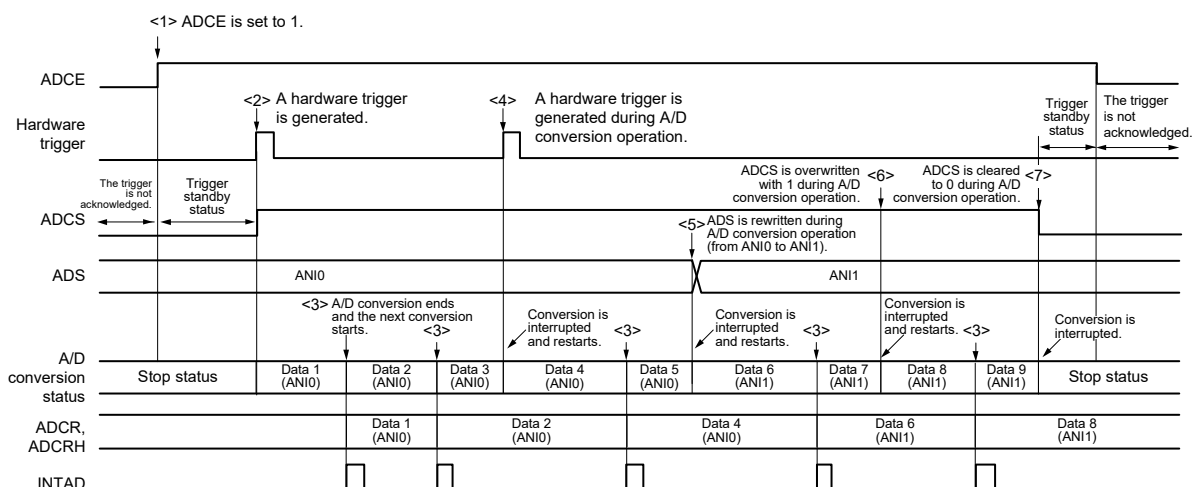 <1> ADCE is set to 1.
ADCE
<2> A hardware trigger
is generated.
<4> A hardware trigger is
generated during A/D
conversion operation.
Trigger
standby
status
The trigger
is not
acknowledged.
Hardware
trigger
The trigger
is not
acknowledged.
Trigger
standby
status
ADCS is overwritten
with 1 during A/D
conversion operation.
<6>
ADCS is cleared
to 0 during A/D
conversion operation.
<7>
ADCS
<5> ADS is rewritten during
A/D conversion operation
(from ANI0 to ANI1).
ADS
ANI0
ANI1
<3> A/D conversion ends
and the next conversion
starts.
<3>
Conversion is
interrupted
and restarts.
<3>
Conversion is
interrupted
and restarts.
<3>
Conversion is
interrupted
and restarts.
<3>
Conversion is
interrupted.
A/D
conversion
status
Stop status
Data 1
(ANI0)
Data 2
(ANI0)
Data 3
(ANI0)
Data 4
(ANI0)
Data 5
(ANI0)
Data 6
(ANI1)
Data 7
(ANI1)
Data 8
(ANI1)
Data 9
(ANI1)
Stop status
ADCR,
ADCRH
Data 1
(ANI0)
Data 2
(ANI0)
Data 4
(ANI0)
Data 6
(ANI1)
Data 8
(ANI1)
INTAD